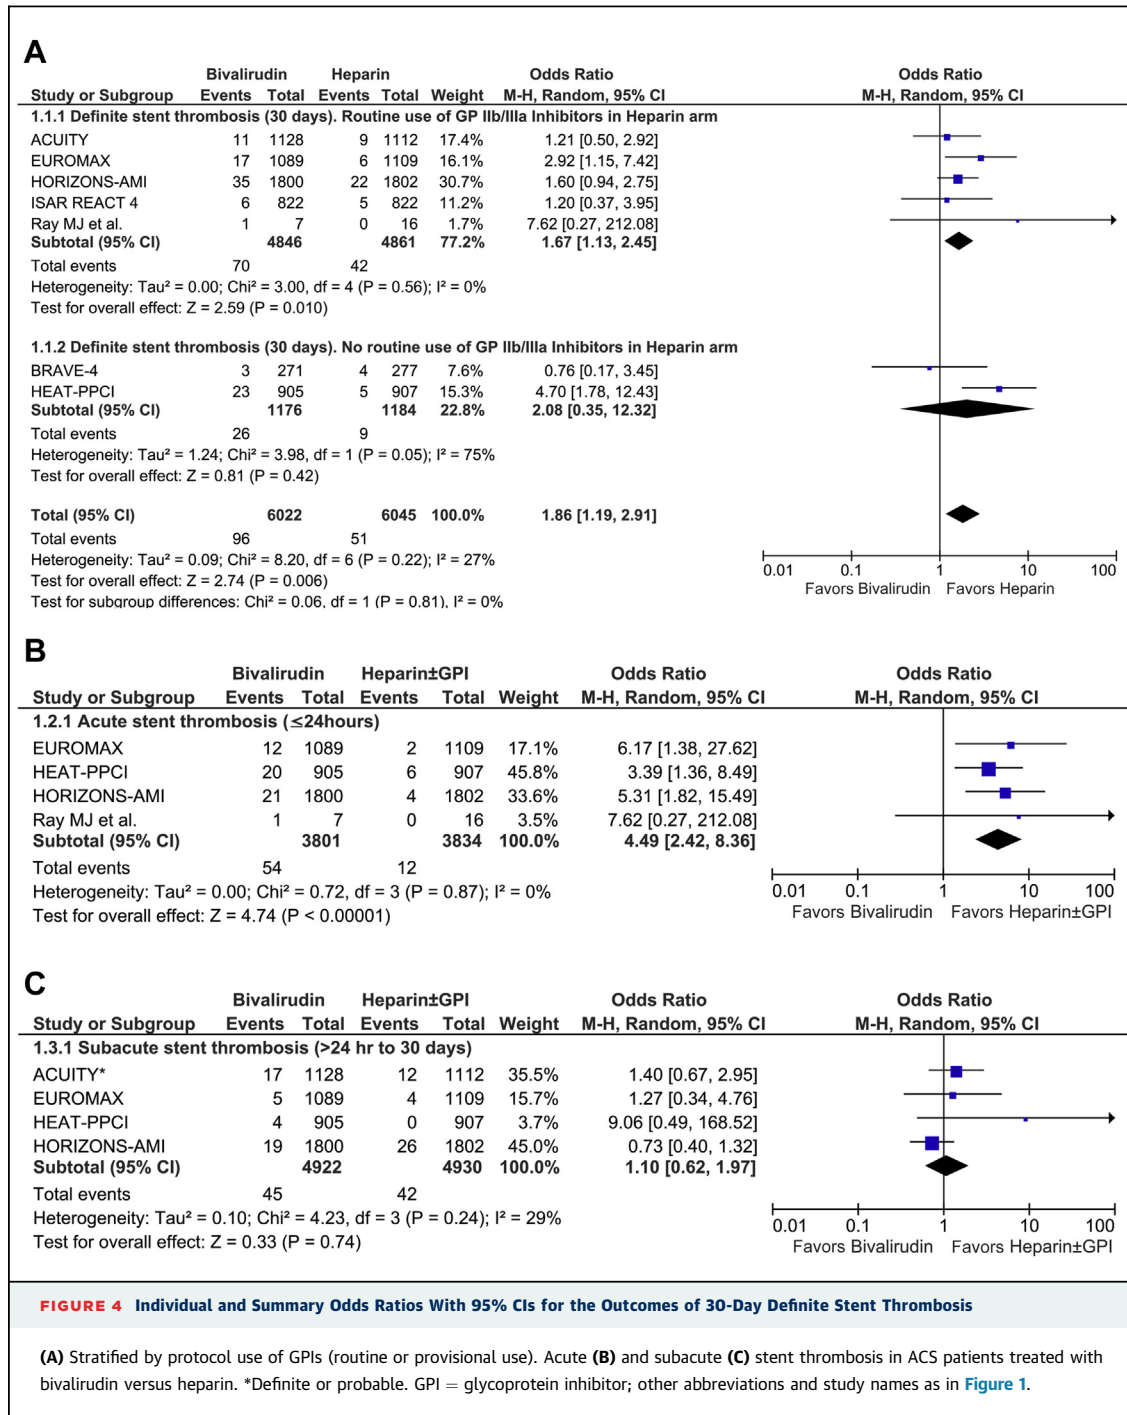 A
Bivalirudin Heparin Odds Ratio Odds Ratio
Study or Subgroup Events Total Events Total Weight M-H, Random, 95% CI M-H, Random, 95% CI
1.1.1 Definite stent thrombosis (30 days). Routine use of GP IIb/IIIa Inhibitors in Heparin arm
ACUITY 11 1128 9 1112 17.4% 1.21 [0.50, 2.92]
EUROMAX 17 1089 6 1109 16.1% 2.92 [1.15, 7.42]
HORIZONS-AMI 35 1800 22 1802 30.7% 1.60 [0.94, 2.75]
ISAR REACT 4 6 822 5 822 11.2% 1.20 [0.37, 3.95]
Ray MJ et al. 1 7 0 16 1.7% 7.62 [0.27, 212.08]
Subtotal (95% CI) 4846 4861 77.2% 1.67 [1.13, 2.45]
Total events 70 42
Heterogeneity: Tau² = 0.00; Chi² = 3.00, df = 4 (P = 0.56); I² = 0%
Test for overall effect: Z = 2.59 (P = 0.010)
1.1.2 Definite stent thrombosis (30 days). No routine use of GP IIb/IIIa Inhibitors in Heparin arm
BRAVE-4 3 271 4 277 7.6% 0.76 [0.17, 3.45]
HEAT-PPCI 23 905 5 907 15.3% 4.70 [1.78, 12.43]
Subtotal (95% CI) 1176 1184 22.8% 2.08 [0.35, 12.32]
Total events 26 9
Heterogeneity: Tau² = 1.24; Chi² = 3.98, df = 1 (P = 0.05); I² = 75%
Test for overall effect: Z = 0.81 (P = 0.42)
Total (95% CI) 6022 6045 100.0% 1.86 [1.19, 2.91]
Total events 96 51
Heterogeneity: Tau² = 0.09; Chi² = 8.20, df = 6 (P = 0.22); I² = 27%
Test for overall effect: Z = 2.74 (P = 0.006)
Test for subgroup differences: Chi² = 0.06, df = 1 (P = 0.81), I² = 0%
0.01 0.1 1 10 100
Favors Bivalirudin Favors Heparin
B
Bivalirudin Heparin±GPI Odds Ratio Odds Ratio
Study or Subgroup Events Total Events Total Weight M-H, Random, 95% CI M-H, Random, 95% CI
1.2.1 Acute stent thrombosis (≤24hours)
EUROMAX 12 1089 2 1109 17.1% 6.17 [1.38, 27.62]
HEAT-PPCI 20 905 6 907 45.8% 3.39 [1.36, 8.49]
HORIZONS-AMI 21 1800 4 1802 33.6% 5.31 [1.82, 15.49]
Ray MJ et al. 1 7 0 16 3.5% 7.62 [0.27, 212.08]
Subtotal (95% CI) 3801 3834 100.0% 4.49 [2.42, 8.36]
Total events 54 12
Heterogeneity: Tau² = 0.00; Chi² = 0.72, df = 3 (P = 0.87); I² = 0%
Test for overall effect: Z = 4.74 (P < 0.00001)
0.01 0.1 1 10 100
Favors Bivalirudin Favors Heparin±GPI
C
Bivalirudin Heparin±GPI Odds Ratio Odds Ratio
Study or Subgroup Events Total Events Total Weight M-H, Random, 95% CI M-H, Random, 95% CI
1.3.1 Subacute stent thrombosis (>24 hr to 30 days)
ACUITY* 17 1128 12 1112 35.5% 1.40 [0.67, 2.95]
EUROMAX 5 1089 4 1109 15.7% 1.27 [0.34, 4.76]
HEAT-PPCI 4 905 0 907 3.7% 9.06 [0.49, 168.52]
HORIZONS-AMI 19 1800 26 1802 45.0% 0.73 [0.40, 1.32]
Subtotal (95% CI) 4922 4930 100.0% 1.10 [0.62, 1.97]
Total events 45 42
Heterogeneity: Tau² = 0.10; Chi² = 4.23, df = 3 (P = 0.24); I² = 29%
Test for overall effect: Z = 0.33 (P = 0.74)
0.01 0.1 1 10 100
Favors Bivalirudin Favors Heparin±GPI
FIGURE 4 Individual and Summary Odds Ratios With 95% CIs for the Outcomes of 30-Day Definite Stent Thrombosis
(A) Stratified by protocol use of GPIs (routine or provisional use). Acute (B) and subacute (C) stent thrombosis in ACS patients treated with
bivalirudin versus heparin. *Definite or probable. GPI = glycoprotein inhibitor; other abbreviations and study names as in Figure 1.